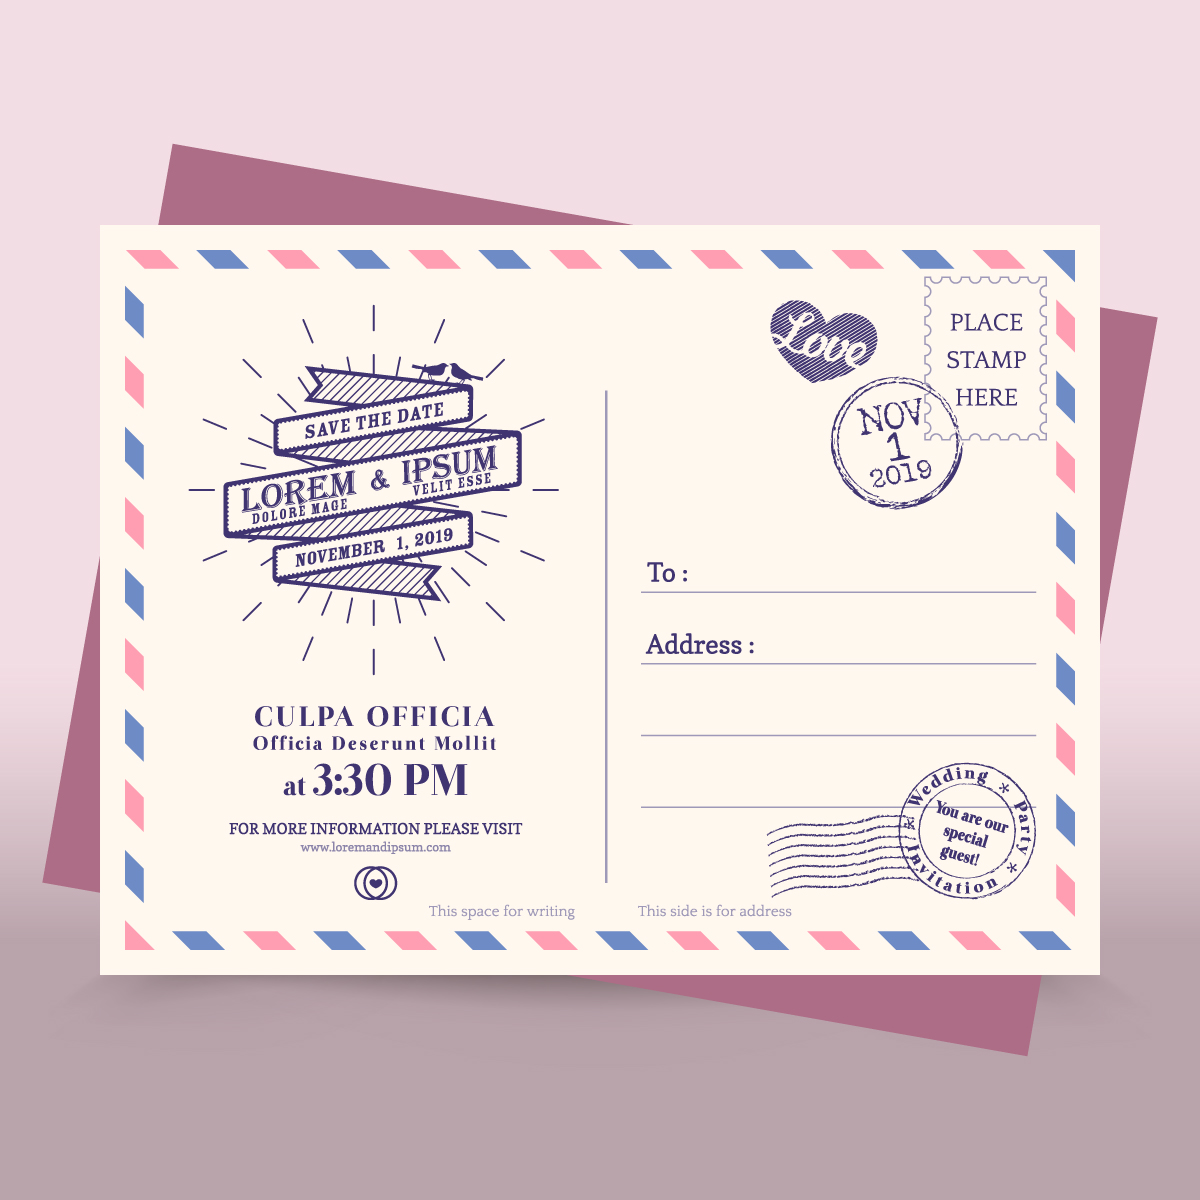 SAVE THE DATE
LOREM & IPSUM
DOLORE MAGE VELIT ESSE
NOVEMBER 1, 2019
CULPA OFFICIA
Officia Deserunt Mollit
at 3:30 PM
FOR MORE INFORMATION PLEASE VISIT
www.loremandipsum.com
This space for writing
Love
PLACE
STAMP
HERE
NOV
1
2019
To :
Address :
Wedding * Party * Invitation *
You are our
special
guest!
This side is for address